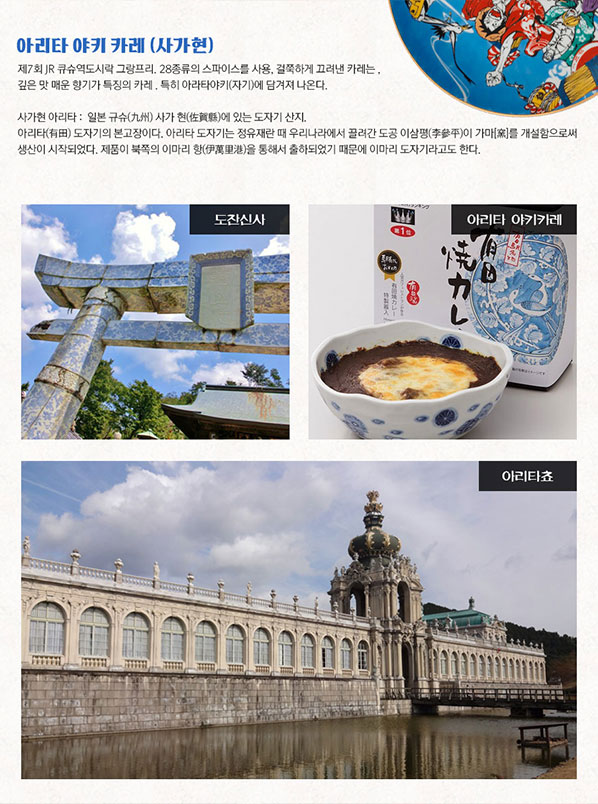 아리타 야키 카레 (사가현)
제7회 JR 큐슈역도시락 그랑프리. 28종류의 스파이스를 사용, 걸쭉하게 끄려낸 카레는 ,
깊은 맛 매운 향기가 특징의 카레 , 특히 아라타야키(자기)에 담겨져 나온다.
사가현 아리타 : 일본 규슈(九州) 사가 현(佐賀縣)에 있는 도자기 산지.
아리타(有田) 도자기의 본고장이다. 아리타 도자기는 정유재란 때 우리나라에서 끌려간 도공 이삼평(李參平)이 가마[窯]를 개설함으로써
생산이 시작되었다. 제품이 북쪽의 이마리 항(伊萬里港)을 통해서 출하되었기 때문에 이마리 도자기라고도 한다.
도잔신사
아리타 야키카레
ランキング
第1位
有田
焼カレ
有田焼カレー
아리타쵸